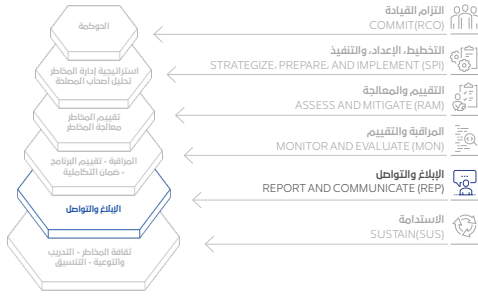 الحوكمة
استراتيجية إدارة المخاطر
تحليل أصحاب المصلحة
تقييم المخاطر
معالجة المخاطر
المراقبة - تقييم البرنامج
- ضمان التكاملية
الإبلاغ والتواصل
ثقافة المخاطر - التدريب
والتوعية - التنسيق
التزام القيادة
COMMIT(RCO)
التخطيط، الإعداد، والتنفيذ
STRATEGIZE, PREPARE, AND IMPLEMENT (SPI)
التقييم والمعالجة
ASSESS AND MITIGATE (RAM)
المراقبة والتقييم
MONITOR AND EVALUATE (MON)
الإبلاغ والتواصل
REPORT AND COMMUNICATE (REP)
الاستدامة
SUSTAIN(SUS)